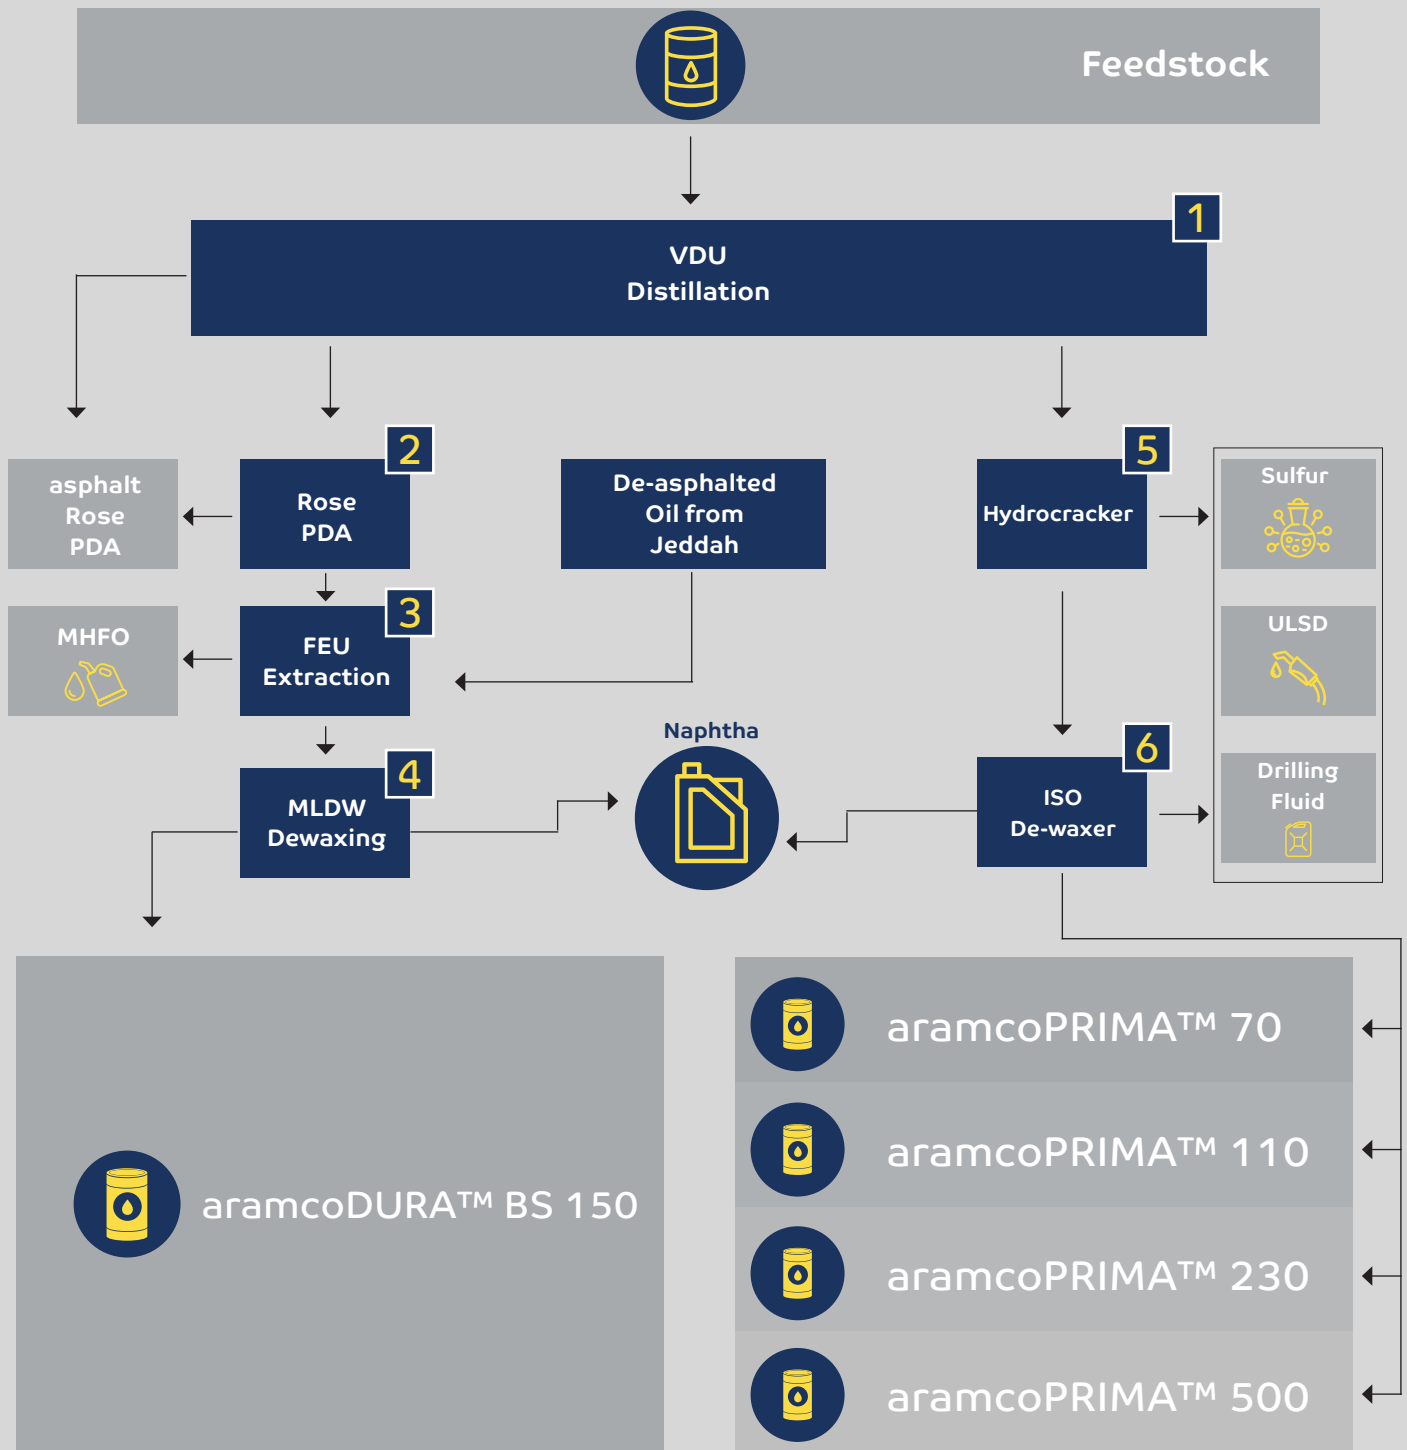 Feedstock
1
VDU
Distillation
2
5
asphalt
Rose
PDA
Rose
PDA
De-asphalted
Oil from
Jeddah
Hydrocracker
Sulfur
3
MHFO
FEU
Extraction
ULSD
Naphtha
4
6
MLDW
Dewaxing
ISO
De-waxer
Drilling
Fluid
aramcoDURA™ BS 150
aramcoPRIMA™ 70
aramcoPRIMA™ 110
aramcoPRIMA™ 230
aramcoPRIMA™ 500